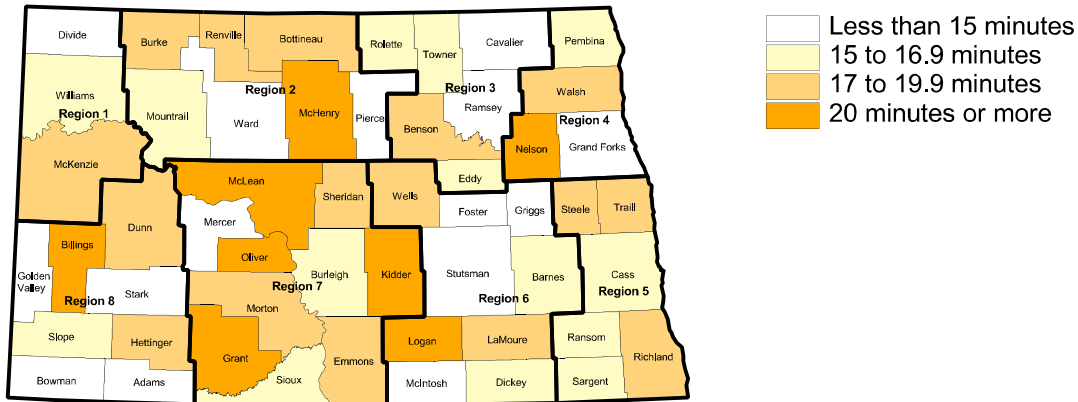 Less than 15 minutes
15 to 16.9 minutes
17 to 19.9 minutes
20 minutes or more
Divide
Burke
Renville
Bottineau
Rolette
Towner
Cavalier
Pembina
Williams
Region 1
Mountrail
Region 2
Ward
McHenry
Pierce
Region 3
Ramsey
Benson
Walsh
Region 4
Nelson
Grand Forks
McKenzie
McLean
Sheridan
Wells
Eddy
Foster
Griggs
Steele
Traill
Dunn
Mercer
Billings
Oliver
Golden
Valley
Region 8
Stark
Burleigh
Region 7
Kidder
Stutsman
Region 6
Barnes
Cass
Region 5
Morton
Slope
Hettinger
Grant
Emmons
Logan
LaMoure
Ransom
Richland
Bowman
Adams
Sioux
McIntosh
Dickey
Sargent